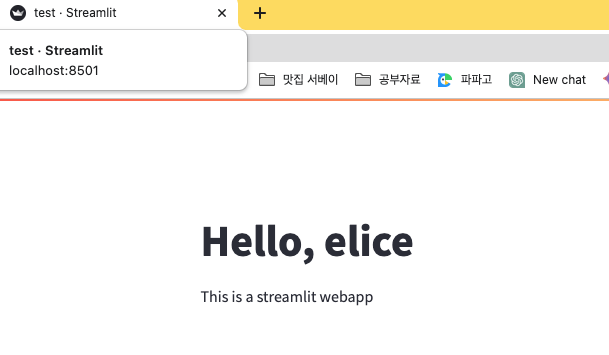 test · Streamlit
test · Streamlit
localhost:8501
맛집 서베이 공부자료 파파고 New chat
Hello, elice
This is a streamlit webapp